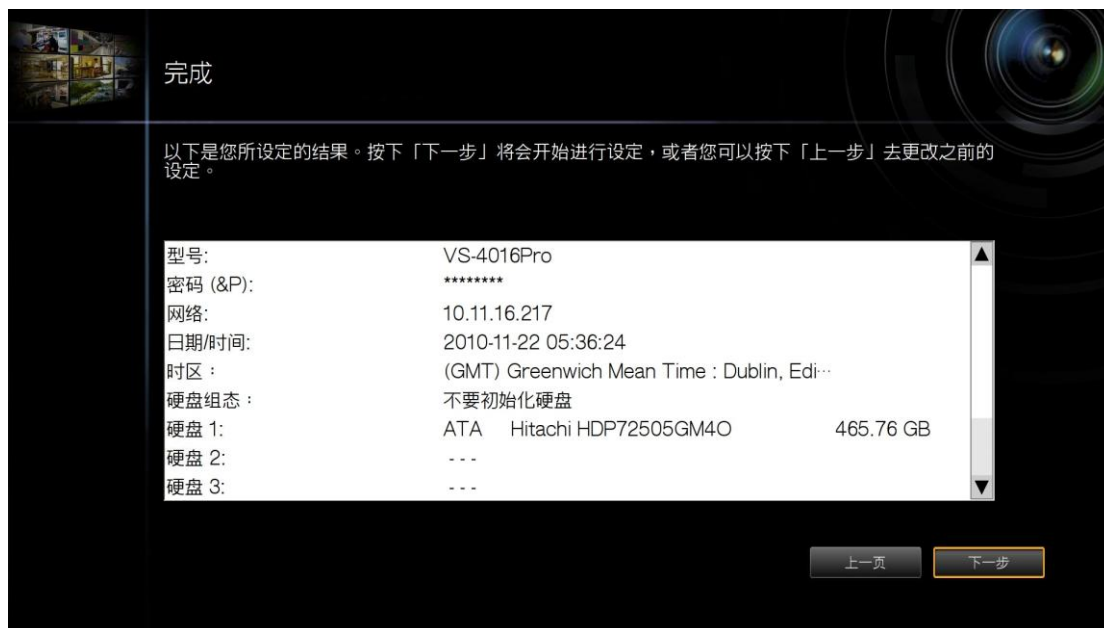 完成
以下是您所设定的结果。按下「下一步」将会开始进行设定，或者您可以按下「上一步」去更改之前的
设定。
型号: VS-4016Pro
密码 (&P): ********
网络: 10.11.16.217
日期/时间: 2010-11-22 05:36:24
时区： (GMT) Greenwich Mean Time : Dublin, Edi…
硬盘组态： 不要初始化硬盘
硬盘 1: ATA Hitachi HDP72505GM4O 465.76 GB
硬盘 2: - - -
硬盘 3: - - -
上一页 下一步